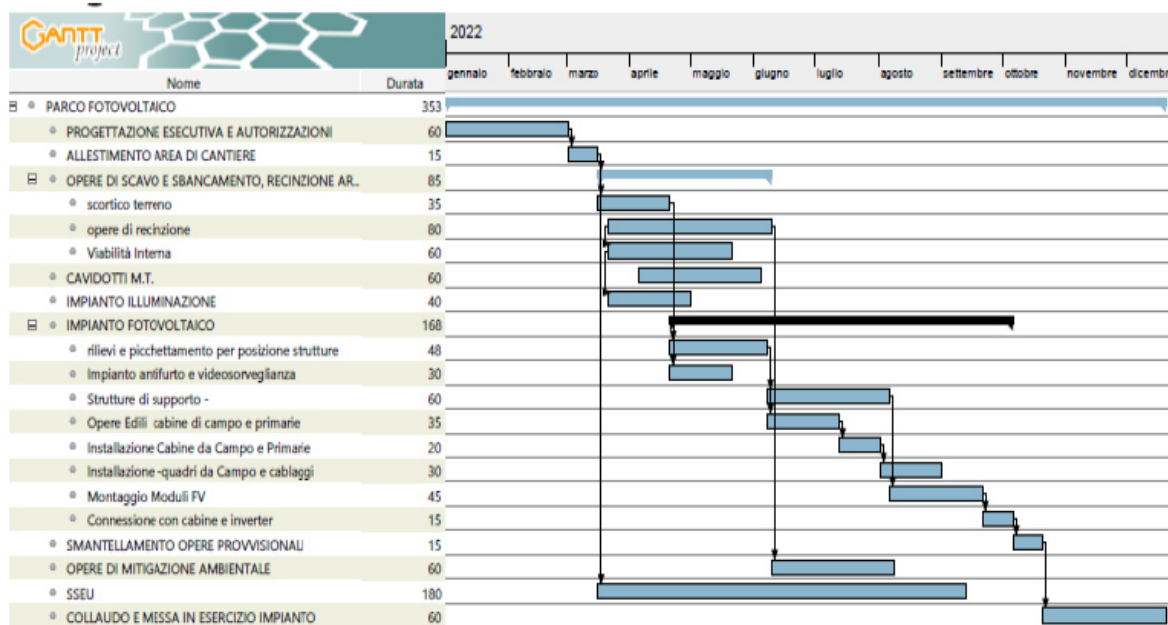 GANTT project
2022
gennaio febbraio marzo aprile maggio giugno luglio agosto settembre ottobre novembre dicembre
Nome Durata
PARCO FOTOVOLTAICO 353
PROGETTAZIONE ESECUTIVA E AUTORIZZAZIONI 60
ALLESTIMENTO AREA DI CANTIERE 15
OPERE DI SCAVO E SBANCAMENTO, RECINZIONE AR... 85
scortico terreno 35
opere di recinzione 80
Viabilità Interna 60
CAVIDOTTI M.T. 60
IMPIANTO ILLUMINAZIONE 40
IMPIANTO FOTOVOLTAICO 168
rilievi e picchettamento per posizione strutture 48
Impianto antifurto e videosorveglianza 30
Strutture di supporto - 60
Opere Edili cabine di campo e primarie 35
Installazione Cabine da Campo e Primarie 20
Installazione -quadri da Campo e cablaggi 30
Montaggio Moduli FV 45
Connessione con cabine e inverter 15
SMANTELLAMENTO OPERE PROVVISIONALI 15
OPERE DI MITIGAZIONE AMBIENTALE 60
SSEU 180
COLLAUDO E MESSA IN ESERCIZIO IMPIANTO 60